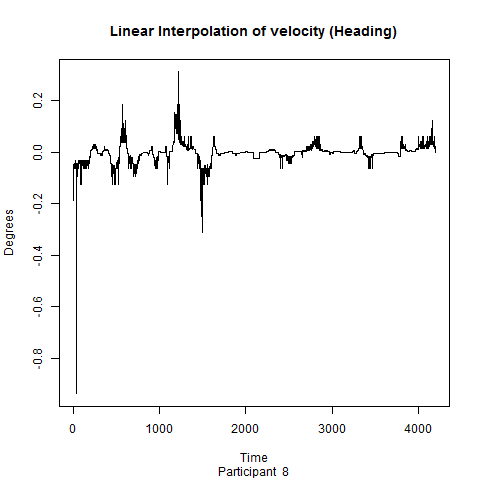 Linear Interpolation of velocity (Heading)
0.2
0.0
-0.2
-0.4
-0.6
-0.8
Degrees
0 1000 2000 3000 4000
Time
Participant 8